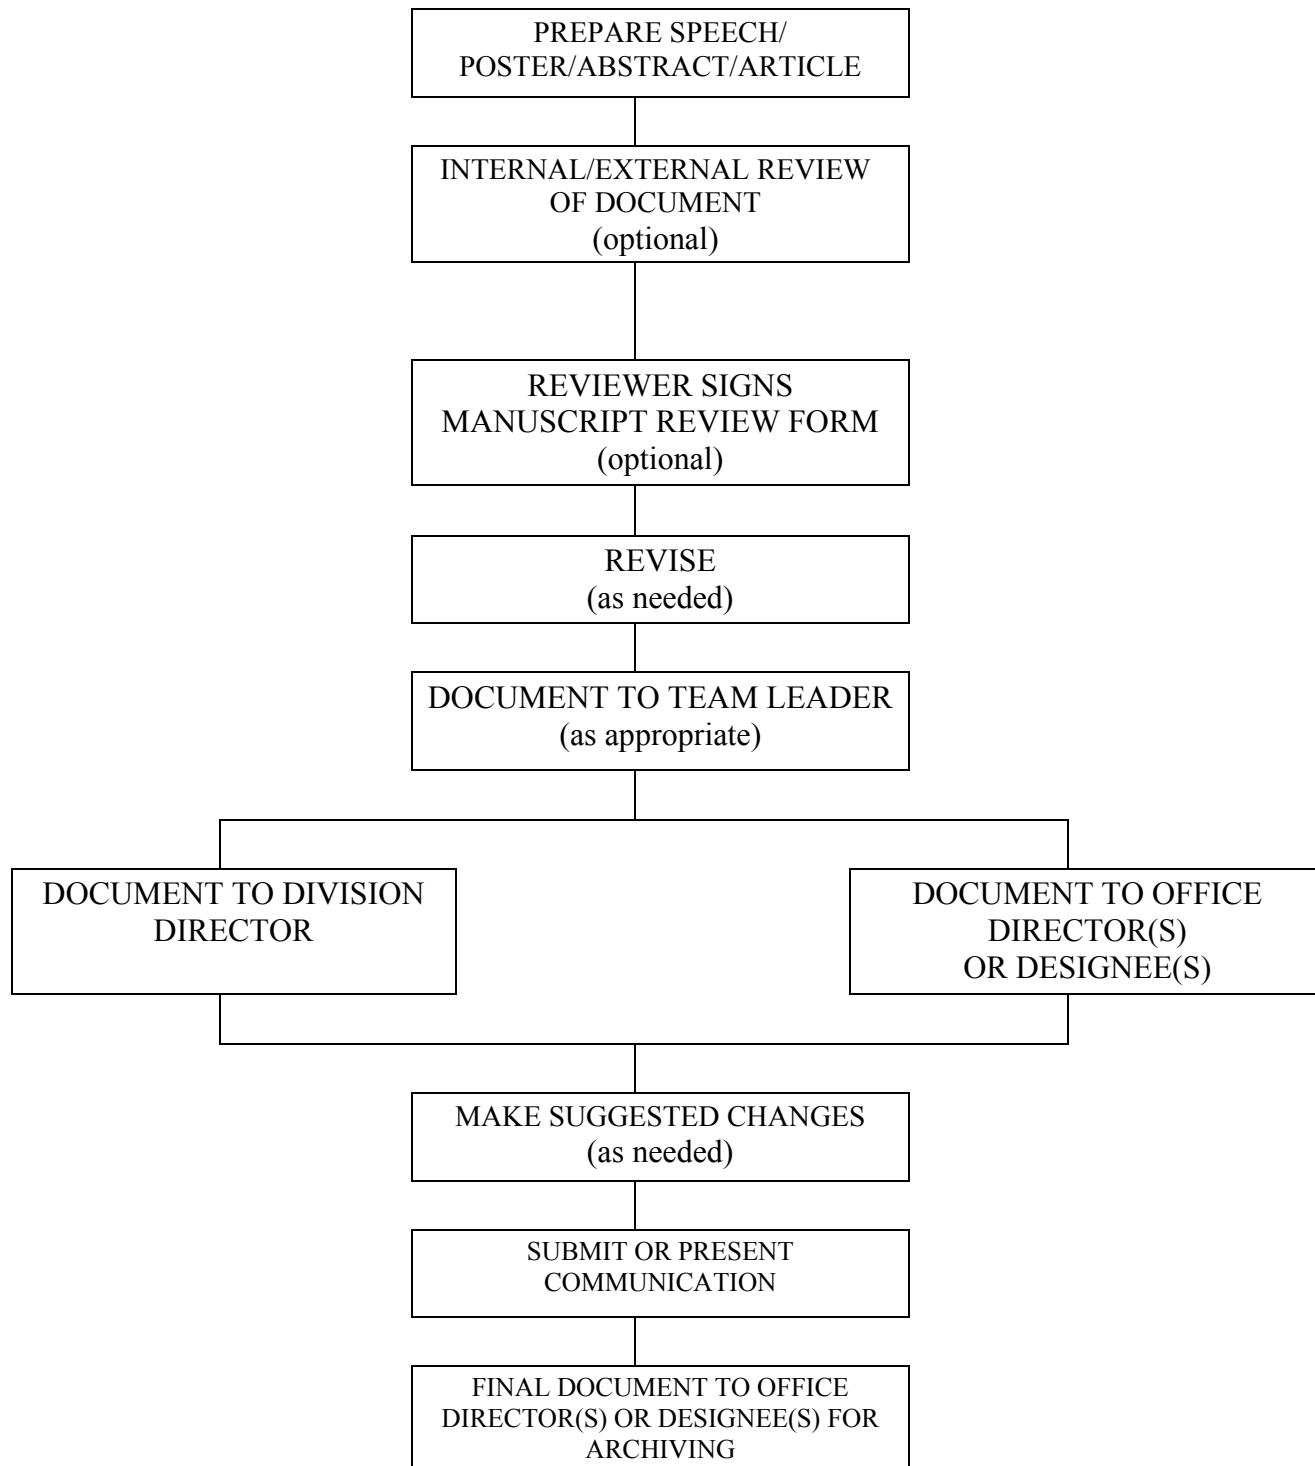 PREPARE SPEECH/
POSTER/ABSTRACT/ARTICLE
INTERNAL/EXTERNAL REVIEW
OF DOCUMENT
(optional)
REVIEWER SIGNS
MANUSCRIPT REVIEW FORM
(optional)
REVISE
(as needed)
DOCUMENT TO TEAM LEADER
(as appropriate)
DOCUMENT TO DIVISION
DIRECTOR
DOCUMENT TO OFFICE
DIRECTOR(S)
OR DESIGNEE(S)
MAKE SUGGESTED CHANGES
(as needed)
SUBMIT OR PRESENT
COMMUNICATION
FINAL DOCUMENT TO OFFICE
DIRECTOR(S) OR DESIGNEE(S) FOR
ARCHIVING